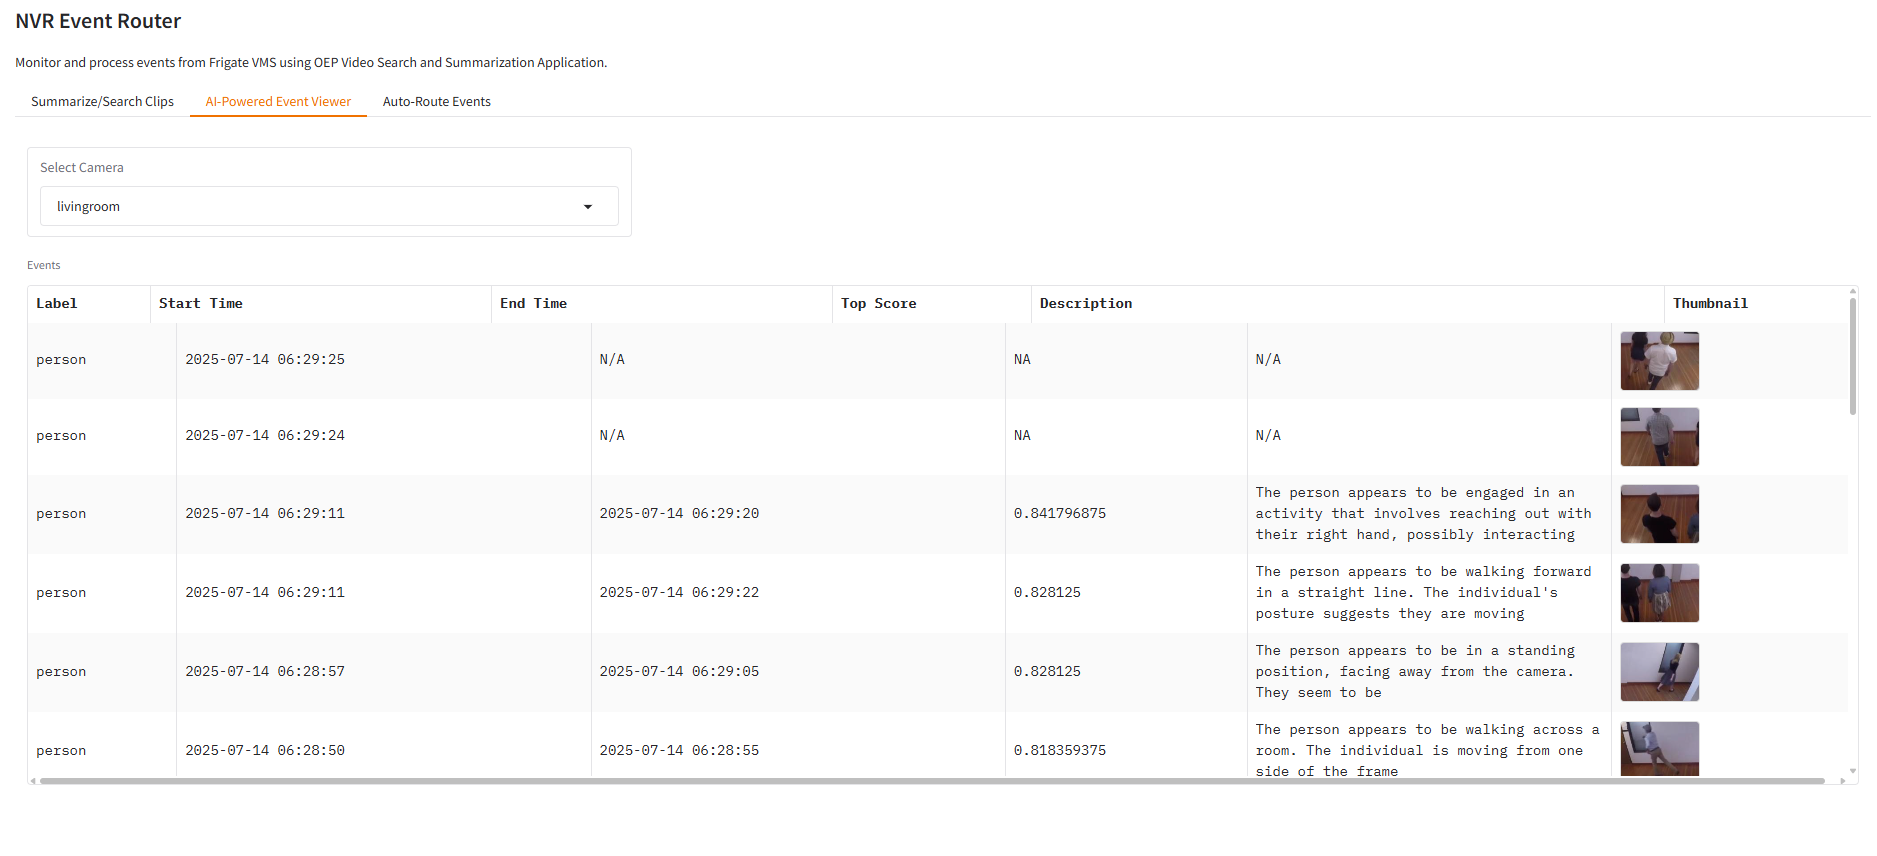 NVR Event Router
Monitor and process events from Frigate VMS using OEP Video Search and Summarization Application.
Summarize/Search Clips AI-Powered Event Viewer Auto-Route Events
Select Camera
livingroom
Events
Label Start Time End Time Top Score Description Thumbnail
person 2025-07-14 06:29:25 N/A NA N/A
person 2025-07-14 06:29:24 N/A NA N/A
person 2025-07-14 06:29:11 2025-07-14 06:29:20 0.841796875 The person appears to be engaged in an
activity that involves reaching out with
their right hand, possibly interacting
person 2025-07-14 06:29:11 2025-07-14 06:29:22 0.828125 The person appears to be walking forward
in a straight line. The individual's
posture suggests they are moving
person 2025-07-14 06:28:57 2025-07-14 06:29:05 0.828125 The person appears to be in a standing
position, facing away from the camera.
They seem to be
person 2025-07-14 06:28:50 2025-07-14 06:28:55 0.818359375 The person appears to be walking across a
room. The individual is moving from one
side of the frame